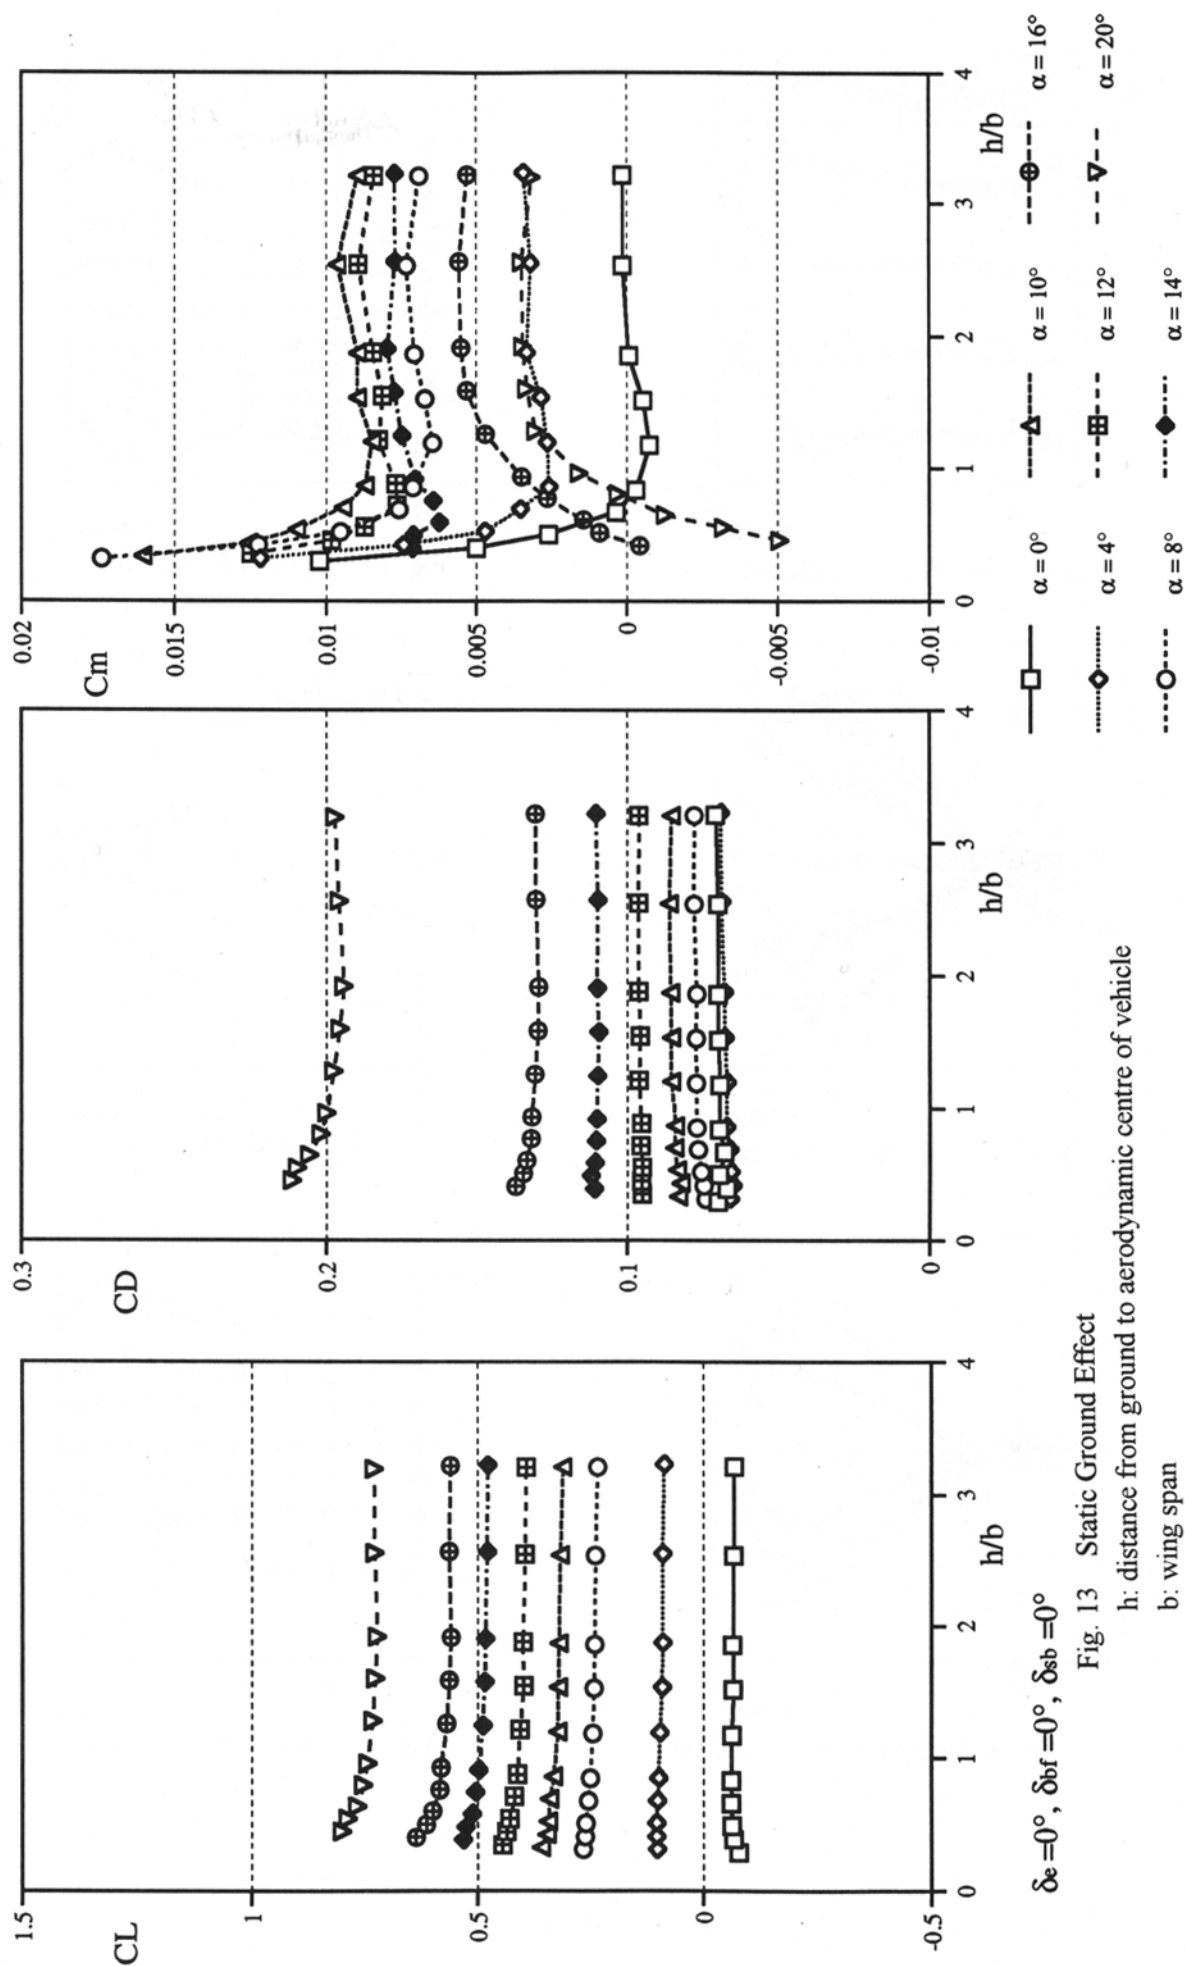 CL
1.5
1
0.5
0
-0.5
0 1 2 3 4
h/b
CD
0.3
0.2
0.1
0
0 1 2 3 4
h/b
Cm
0.02
0.015
0.01
0.005
0
-0.005
-0.01
0 1 2 3 4
h/b
δe =0°, δbf =0°, δsb =0°
α = 0° α = 10° α = 16°
α = 4° α = 12° α = 20°
α = 8° α = 14°
Fig. 13 Static Ground Effect
h: distance from ground to aerodynamic centre of vehicle
b: wing span